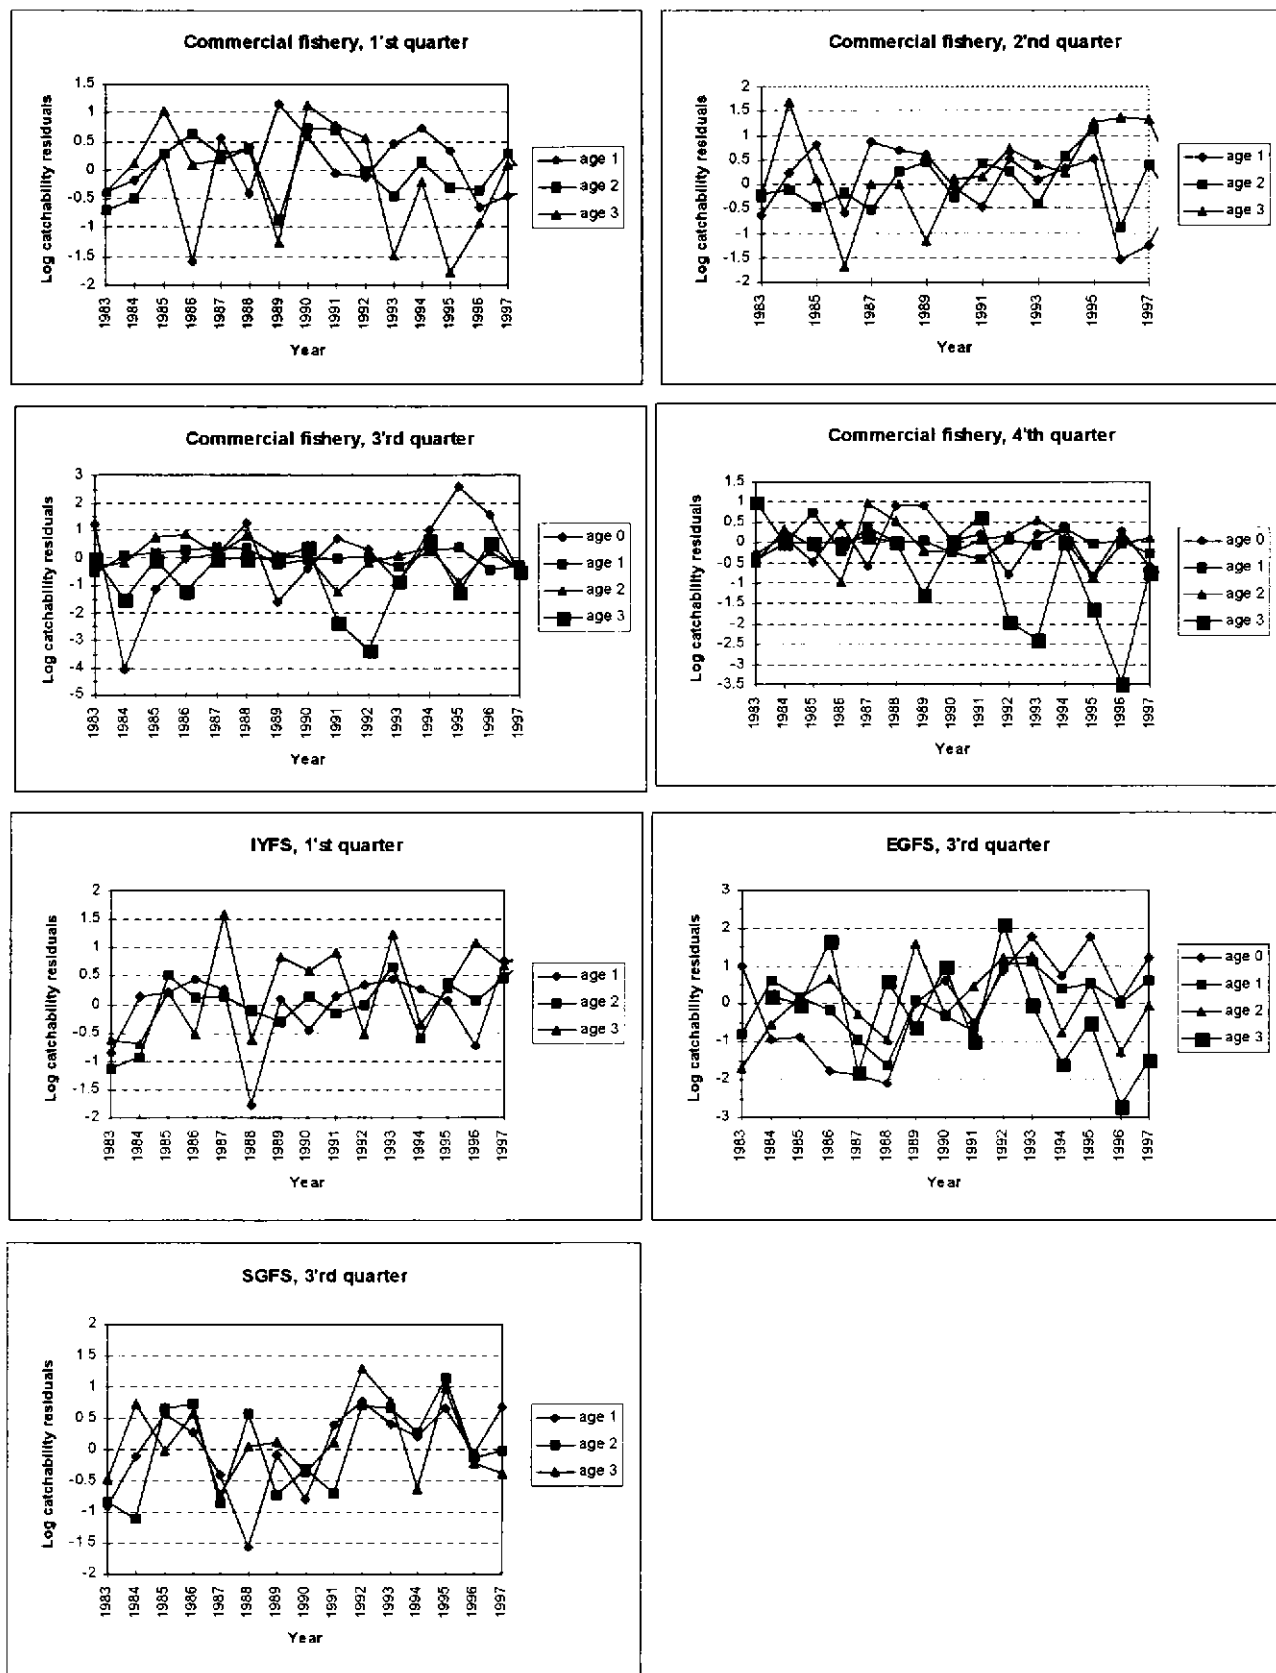 Commercial fishery, 1'st quarter
Log catchability residuals
1.5
1
0.5
0
-0.5
-1
-1.5
-2
1983 1984 1985 1986 1987 1988 1989 1990 1991 1992 1993 1994 1995 1996 1997
Year
age 1
age 2
age 3
Commercial fishery, 2'nd quarter
Log catchability residuals
2
1.5
1
0.5
0
-0.5
-1
-1.5
-2
1983 1985 1987 1989 1991 1993 1995 1997
Year
age 1
age 2
age 3
Commercial fishery, 3'rd quarter
Log catchability residuals
3
2
1
0
-1
-2
-3
-4
-5
1983 1984 1985 1986 1987 1988 1989 1990 1991 1992 1993 1994 1995 1996 1997
Year
age 0
age 1
age 2
age 3
Commercial fishery, 4'th quarter
Log catchability residuals
1.5
1
0.5
0
-0.5
-1
-1.5
-2
-2.5
-3
-3.5
1983 1984 1985 1986 1987 1988 1989 1990 1991 1992 1993 1994 1995 1996 1997
Year
age 0
age 1
age 2
age 3
IYFS, 1'st quarter
Log catchability residuals
2
1.5
1
0.5
0
-0.5
-1
-1.5
-2
1983 1984 1985 1986 1987 1988 1989 1990 1991 1992 1993 1994 1995 1996 1997
Year
age 1
age 2
age 3
EGFS, 3'rd quarter
Log catchability residuals
3
2
1
0
-1
-2
-3
1983 1984 1985 1986 1987 1988 1989 1990 1991 1992 1993 1994 1995 1996 1997
Year
age 0
age 1
age 2
age 3
SGFS, 3'rd quarter
Log catchability residuals
2
1.5
1
0.5
0
-0.5
-1
-1.5
-2
1983 1984 1985 1986 1987 1988 1989 1990 1991 1992 1993 1994 1995 1996 1997
Year
age 1
age 2
age 3